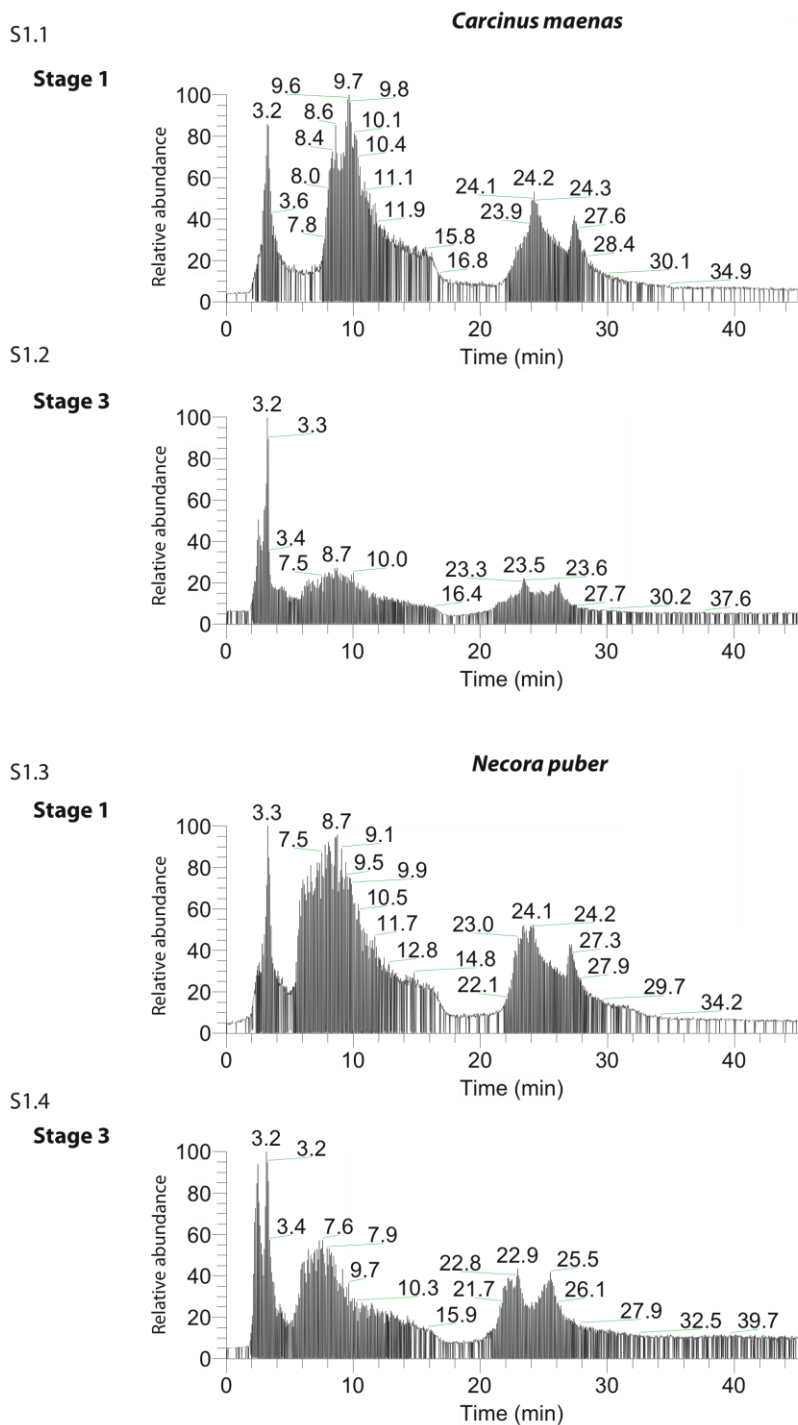 Carcinus maenas
S1.1
Stage 1
9.6 9.7 9.8
3.2 8.6 10.1
8.4 10.4
8.0 11.1
3.6 11.9
7.8 15.8
16.8
24.1 24.2 24.3
23.9 27.6
28.4
30.1 34.9
Relative abundance
100
80
60
40
20
0
0 10 20 30 40
Time (min)
S1.2
Stage 3
3.2
3.3
3.4
7.5 8.7 10.0
16.4
23.3 23.5 23.6
27.7 30.2 37.6
Relative abundance
100
80
60
40
20
0
0 10 20 30 40
Time (min)
Necora puber
S1.3
Stage 1
3.3 8.7 9.1
7.5 9.5 9.9
10.5
11.7
12.8
14.8
23.0 24.1 24.2
27.3
22.1 27.9
29.7
34.2
Relative abundance
100
80
60
40
20
0
0 10 20 30 40
Time (min)
S1.4
Stage 3
3.2
3.2
3.4 7.6 7.9
9.7
10.3
15.9
22.8 22.9 25.5
21.7 26.1
27.9 32.5 39.7
Relative abundance
100
80
60
40
20
0
0 10 20 30 40
Time (min)